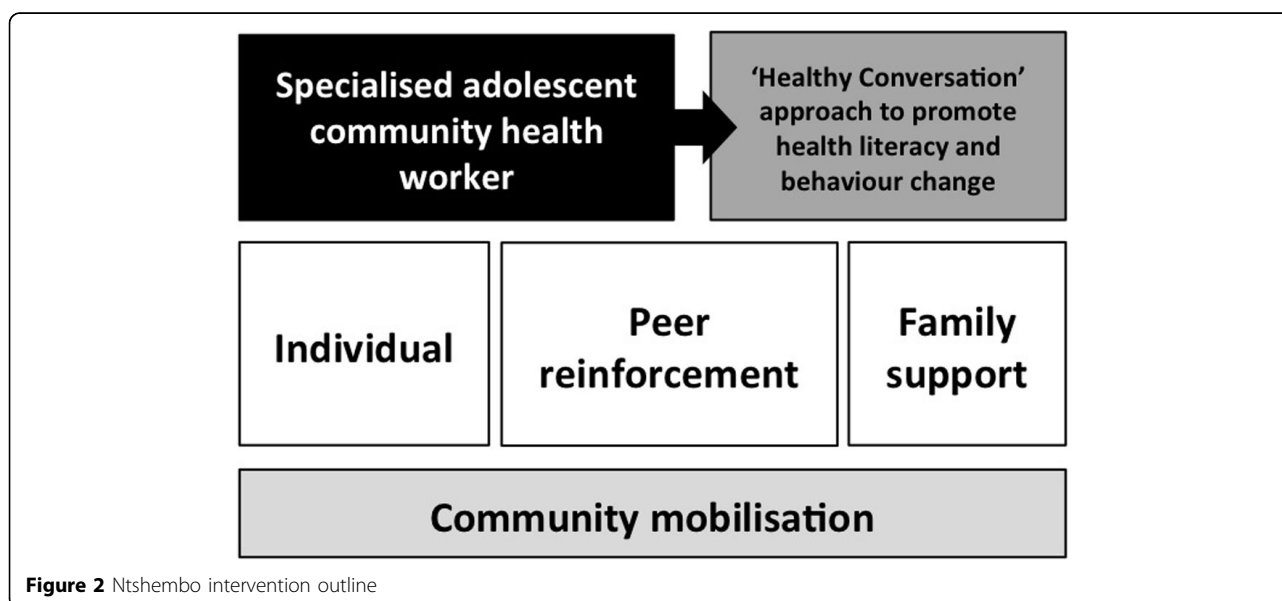 Specialised adolescent
community health
worker
‘Healthy Conversation’
approach to promote
health literacy and
behaviour change
Individual
Peer
reinforcement
Family
support
Community mobilisation
Figure 2 Ntshembo intervention outline